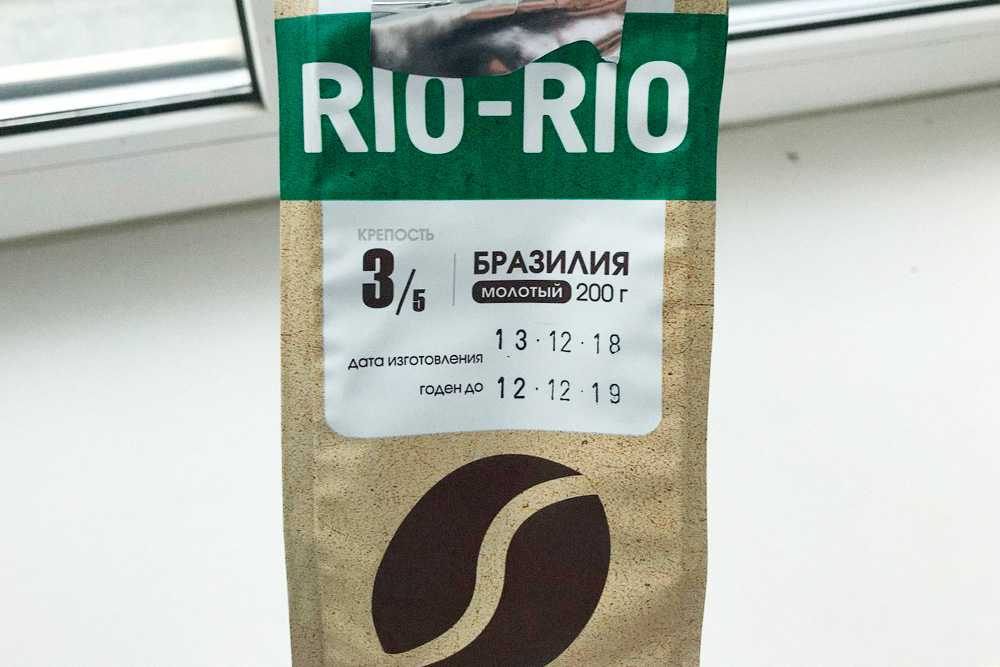 RIO-RIO
КРЕПОСТЬ
3/5
БРАЗИЛИЯ
МОЛОТЫЙ 200 г
дата изготовления 13·12·18
годен до 12·12·19